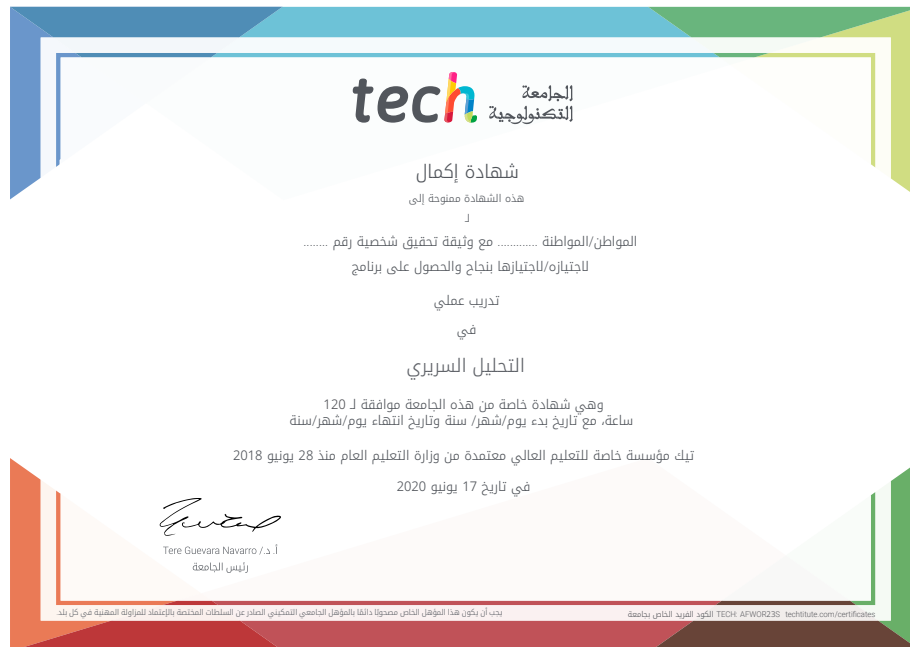 tech
الجامعة
التكنولوجية
شهادة إكمال
هذه الشهادة ممنوحة إلى
لـ
المواطن/المواطنة ............ مع وثيقة تحقيق شخصية رقم ........
لاجتيازه/لاجتيازها بنجاح والحصول على برنامج
تدريب عملي
في
التحليل السريري
وهي شهادة خاصة من هذه الجامعة موافقة لـ 120
ساعة، مع تاريخ بدء يوم/شهر/ سنة وتاريخ انتهاء يوم/شهر/سنة
تيك مؤسسة خاصة للتعليم العالي معتمدة من وزارة التعليم العام منذ 28 يونيو 2018
في تاريخ 17 يونيو 2020
أ. د./ Tere Guevara Navarro
رئيس الجامعة
يجب أن يكون هذا المؤهل الخاص مصحوبًا دائمًا بالمؤهل الجامعي التمكيني الصادر عن السلطات المختصة بالإعتماد للمزاولة المهنية في كل بلد.
الكود الفريد الخاص بجامعة TECH: AFWOR23S techtitute.com/certificates